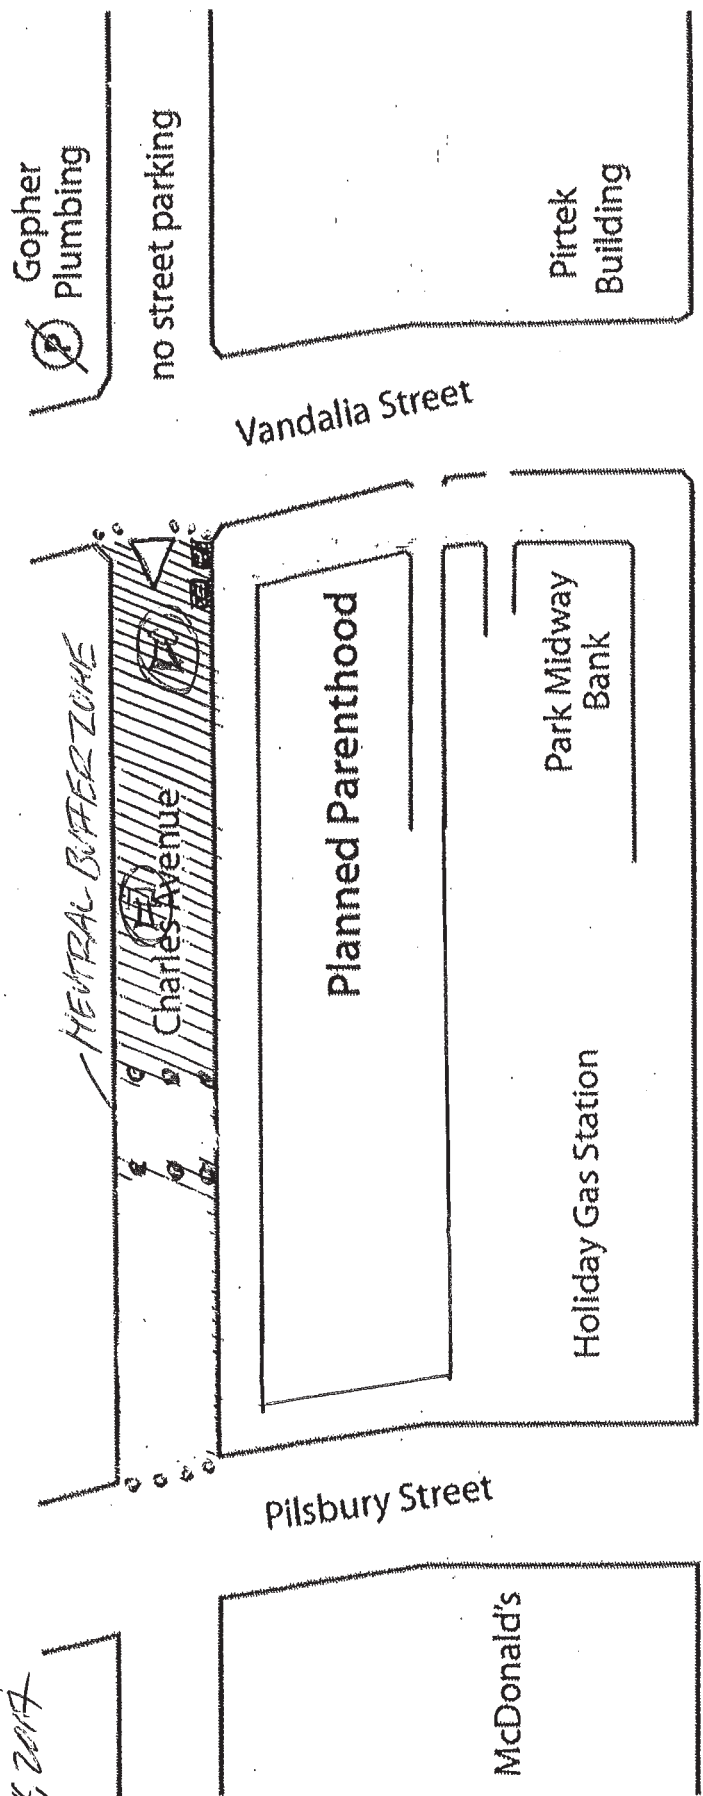 Gopher
Plumbing
P
no street parking
Vandalia Street
NEUTRAL BUFFER ZONE
Charles Avenue
Planned Parenthood
Park Midway
Bank
Pirtek
Building
Holiday Gas Station
Pilsbury Street
McDonald's
2017